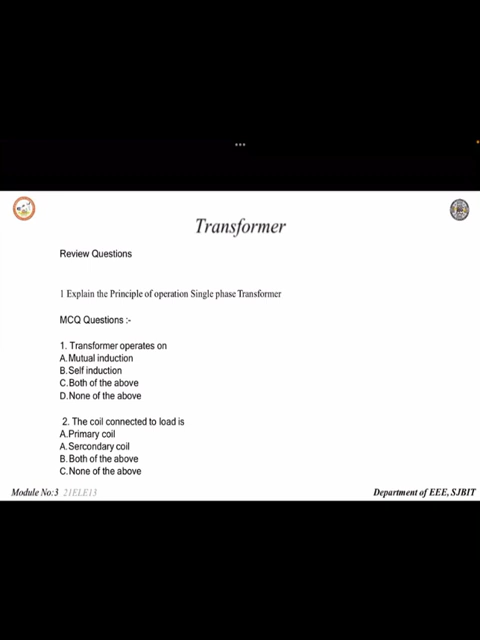 Transformer
Review Questions
1 Explain the Principle of operation Single phase Transformer
MCQ Questions :-
1. Transformer operates on
A.Mutual induction
B.Self induction
C.Both of the above
D.None of the above
2. The coil connected to load is
A.Primary coil
A.Sercondary coil
B.Both of the above
C.None of the above
Module No:3 21ELE13
Department of EEE, SJBIT